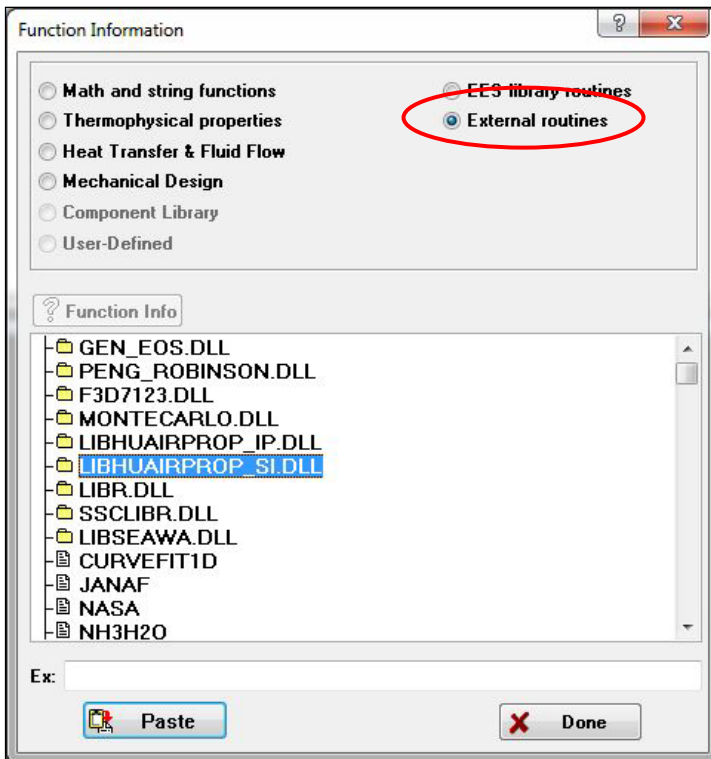 Function Information
Math and string functions
EES library routines
Thermophysical properties
External routines
Heat Transfer & Fluid Flow
Mechanical Design
Component Library
User-Defined
? Function Info
GEN_EOS.DLL
PENG_ROBINSON.DLL
F3D7123.DLL
MONTECARLO.DLL
LIBHUAIRPROP_IP.DLL
LIBHUAIRPROP_SI.DLL
LIBR.DLL
SSCLIBR.DLL
LIBSEAWA.DLL
CURVEFIT1D
JANAF
NASA
NH3H2O
Ex:
Paste
Done